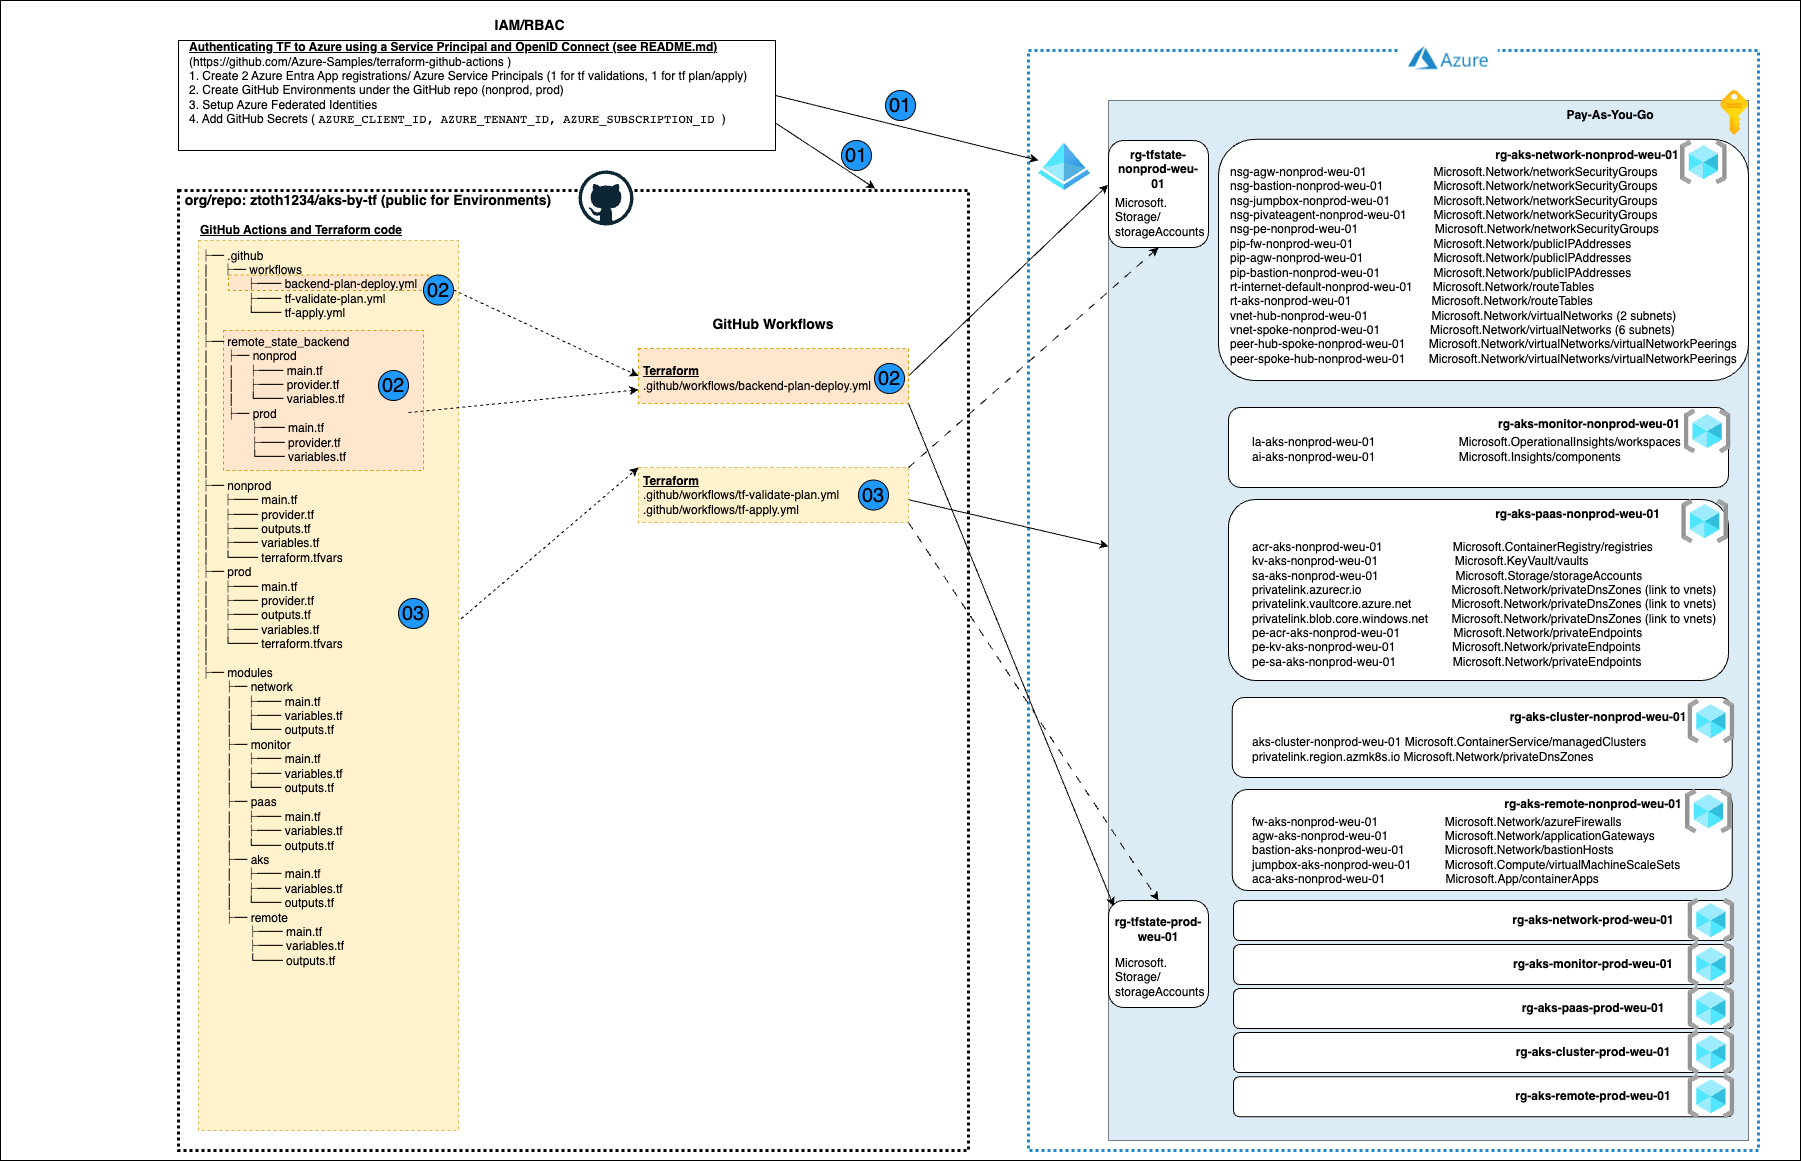 IAM/RBAC
Authenticating TF to Azure using a Service Principal and OpenID Connect (see README.md)
(https://github.com/Azure-Samples/terraform-github-actions )
1. Create 2 Azure Entra App registrations/ Azure Service Principals (1 for tf validations, 1 for tf plan/apply)
2. Create GitHub Environments under the GitHub repo (nonprod, prod)
3. Setup Azure Federated Identities
4. Add GitHub Secrets ( AZURE_CLIENT_ID, AZURE_TENANT_ID, AZURE_SUBSCRIPTION_ID )
01
01
org/repo: ztoth1234/aks-by-tf (public for Environments)
GitHub Actions and Terraform code
.github
workflows
backend-plan-deploy.yml
02
tf-validate-plan.yml
tf-apply.yml
remote_state_backend
nonprod
main.tf
provider.tf
02
variables.tf
prod
main.tf
provider.tf
variables.tf
nonprod
main.tf
provider.tf
outputs.tf
variables.tf
terraform.tfvars
prod
main.tf
provider.tf
03
outputs.tf
variables.tf
terraform.tfvars
modules
network
main.tf
variables.tf
outputs.tf
monitor
main.tf
variables.tf
outputs.tf
paas
main.tf
variables.tf
outputs.tf
aks
main.tf
variables.tf
outputs.tf
remote
main.tf
variables.tf
outputs.tf
GitHub Workflows
Terraform
.github/workflows/backend-plan-deploy.yml
02
Terraform
.github/workflows/tf-validate-plan.yml
.github/workflows/tf-apply.yml
03
Azure
Pay-As-You-Go
rg-tfstate-
nonprod-weu-
01
Microsoft.
Storage/
storageAccounts
rg-tfstate-prod-
weu-01
Microsoft.
Storage/
storageAccounts
rg-aks-network-nonprod-weu-01
nsg-agw-nonprod-weu-01 Microsoft.Network/networkSecurityGroups
nsg-bastion-nonprod-weu-01 Microsoft.Network/networkSecurityGroups
nsg-jumpbox-nonprod-weu-01 Microsoft.Network/networkSecurityGroups
nsg-pivateagent-nonprod-weu-01 Microsoft.Network/networkSecurityGroups
nsg-pe-nonprod-weu-01 Microsoft.Network/networkSecurityGroups
pip-fw-nonprod-weu-01 Microsoft.Network/publicIPAddresses
pip-agw-nonprod-weu-01 Microsoft.Network/publicIPAddresses
pip-bastion-nonprod-weu-01 Microsoft.Network/publicIPAddresses
rt-internet-default-nonprod-weu-01 Microsoft.Network/routeTables
rt-aks-nonprod-weu-01 Microsoft.Network/routeTables
vnet-hub-nonprod-weu-01 Microsoft.Network/virtualNetworks (2 subnets)
vnet-spoke-nonprod-weu-01 Microsoft.Network/virtualNetworks (6 subnets)
peer-hub-spoke-nonprod-weu-01 Microsoft.Network/virtualNetworks/virtualNetworkPeerings
peer-spoke-hub-nonprod-weu-01 Microsoft.Network/virtualNetworks/virtualNetworkPeerings
rg-aks-monitor-nonprod-weu-01
la-aks-nonprod-weu-01 Microsoft.OperationalInsights/workspaces
ai-aks-nonprod-weu-01 Microsoft.Insights/components
rg-aks-paas-nonprod-weu-01
acr-aks-nonprod-weu-01 Microsoft.ContainerRegistry/registries
kv-aks-nonprod-weu-01 Microsoft.KeyVault/vaults
sa-aks-nonprod-weu-01 Microsoft.Storage/storageAccounts
privatelink.azurecr.io Microsoft.Network/privateDnsZones (link to vnets)
privatelink.vaultcore.azure.net Microsoft.Network/privateDnsZones (link to vnets)
privatelink.blob.core.windows.net Microsoft.Network/privateDnsZones (link to vnets)
pe-acr-aks-nonprod-weu-01 Microsoft.Network/privateEndpoints
pe-kv-aks-nonprod-weu-01 Microsoft.Network/privateEndpoints
pe-sa-aks-nonprod-weu-01 Microsoft.Network/privateEndpoints
rg-aks-cluster-nonprod-weu-01
aks-cluster-nonprod-weu-01 Microsoft.ContainerService/managedClusters
privatelink.region.azmk8s.io Microsoft.Network/privateDnsZones
rg-aks-remote-nonprod-weu-01
fw-aks-nonprod-weu-01 Microsoft.Network/azureFirewalls
agw-aks-nonprod-weu-01 Microsoft.Network/applicationGateways
bastion-aks-nonprod-weu-01 Microsoft.Network/bastionHosts
jumpbox-aks-nonprod-weu-01 Microsoft.Compute/virtualMachineScaleSets
aca-aks-nonprod-weu-01 Microsoft.App/containerApps
rg-aks-network-prod-weu-01
rg-aks-monitor-prod-weu-01
rg-aks-paas-prod-weu-01
rg-aks-cluster-prod-weu-01
rg-aks-remote-prod-weu-01